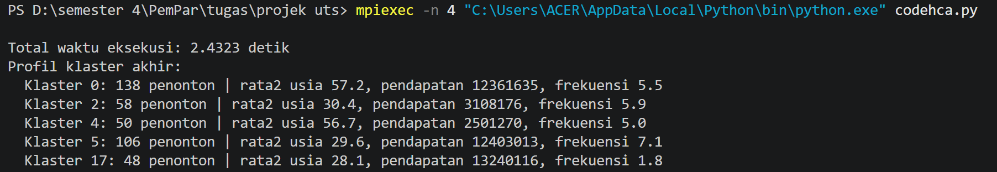 PS D:\semester 4\PemPar\tugas\projek uts> mpiexec -n 4 "C:\Users\ACER\AppData\Local\Python\bin\python.exe" codehca.py
Total waktu eksekusi: 2.4323 detik
Profil klaster akhir:
Klaster 0: 138 penonton | rata2 usia 57.2, pendapatan 12361635, frekuensi 5.5
Klaster 2: 58 penonton | rata2 usia 30.4, pendapatan 3108176, frekuensi 5.9
Klaster 4: 50 penonton | rata2 usia 56.7, pendapatan 2501270, frekuensi 5.0
Klaster 5: 106 penonton | rata2 usia 29.6, pendapatan 12403013, frekuensi 7.1
Klaster 17: 48 penonton | rata2 usia 28.1, pendapatan 13240116, frekuensi 1.8